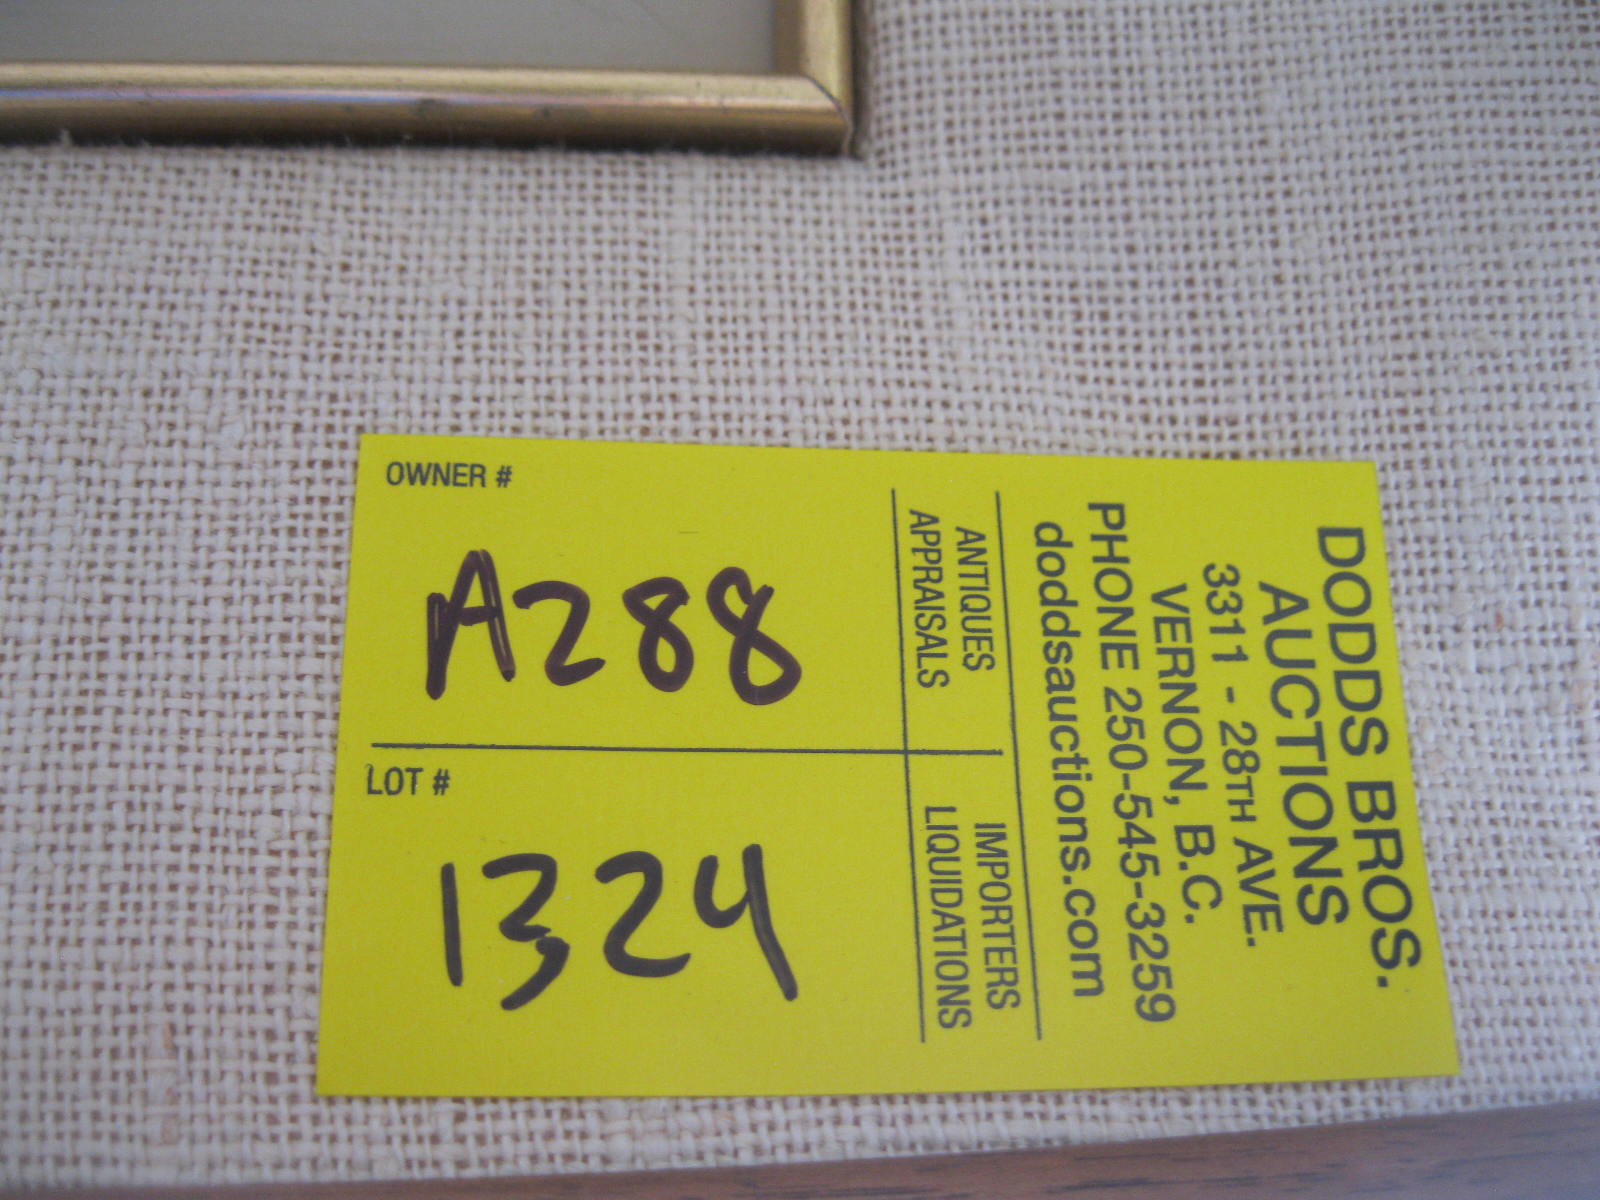 OWNER #
A288
LOT #
1324
DODDS BROS.
AUCTIONS
3311 - 28TH AVE.
VERNON, B.C.
PHONE 250-545-3259
doddsauctions.com
ANTIQUES
APPRAISALS
IMPORTERS
LIQUIDATIONS